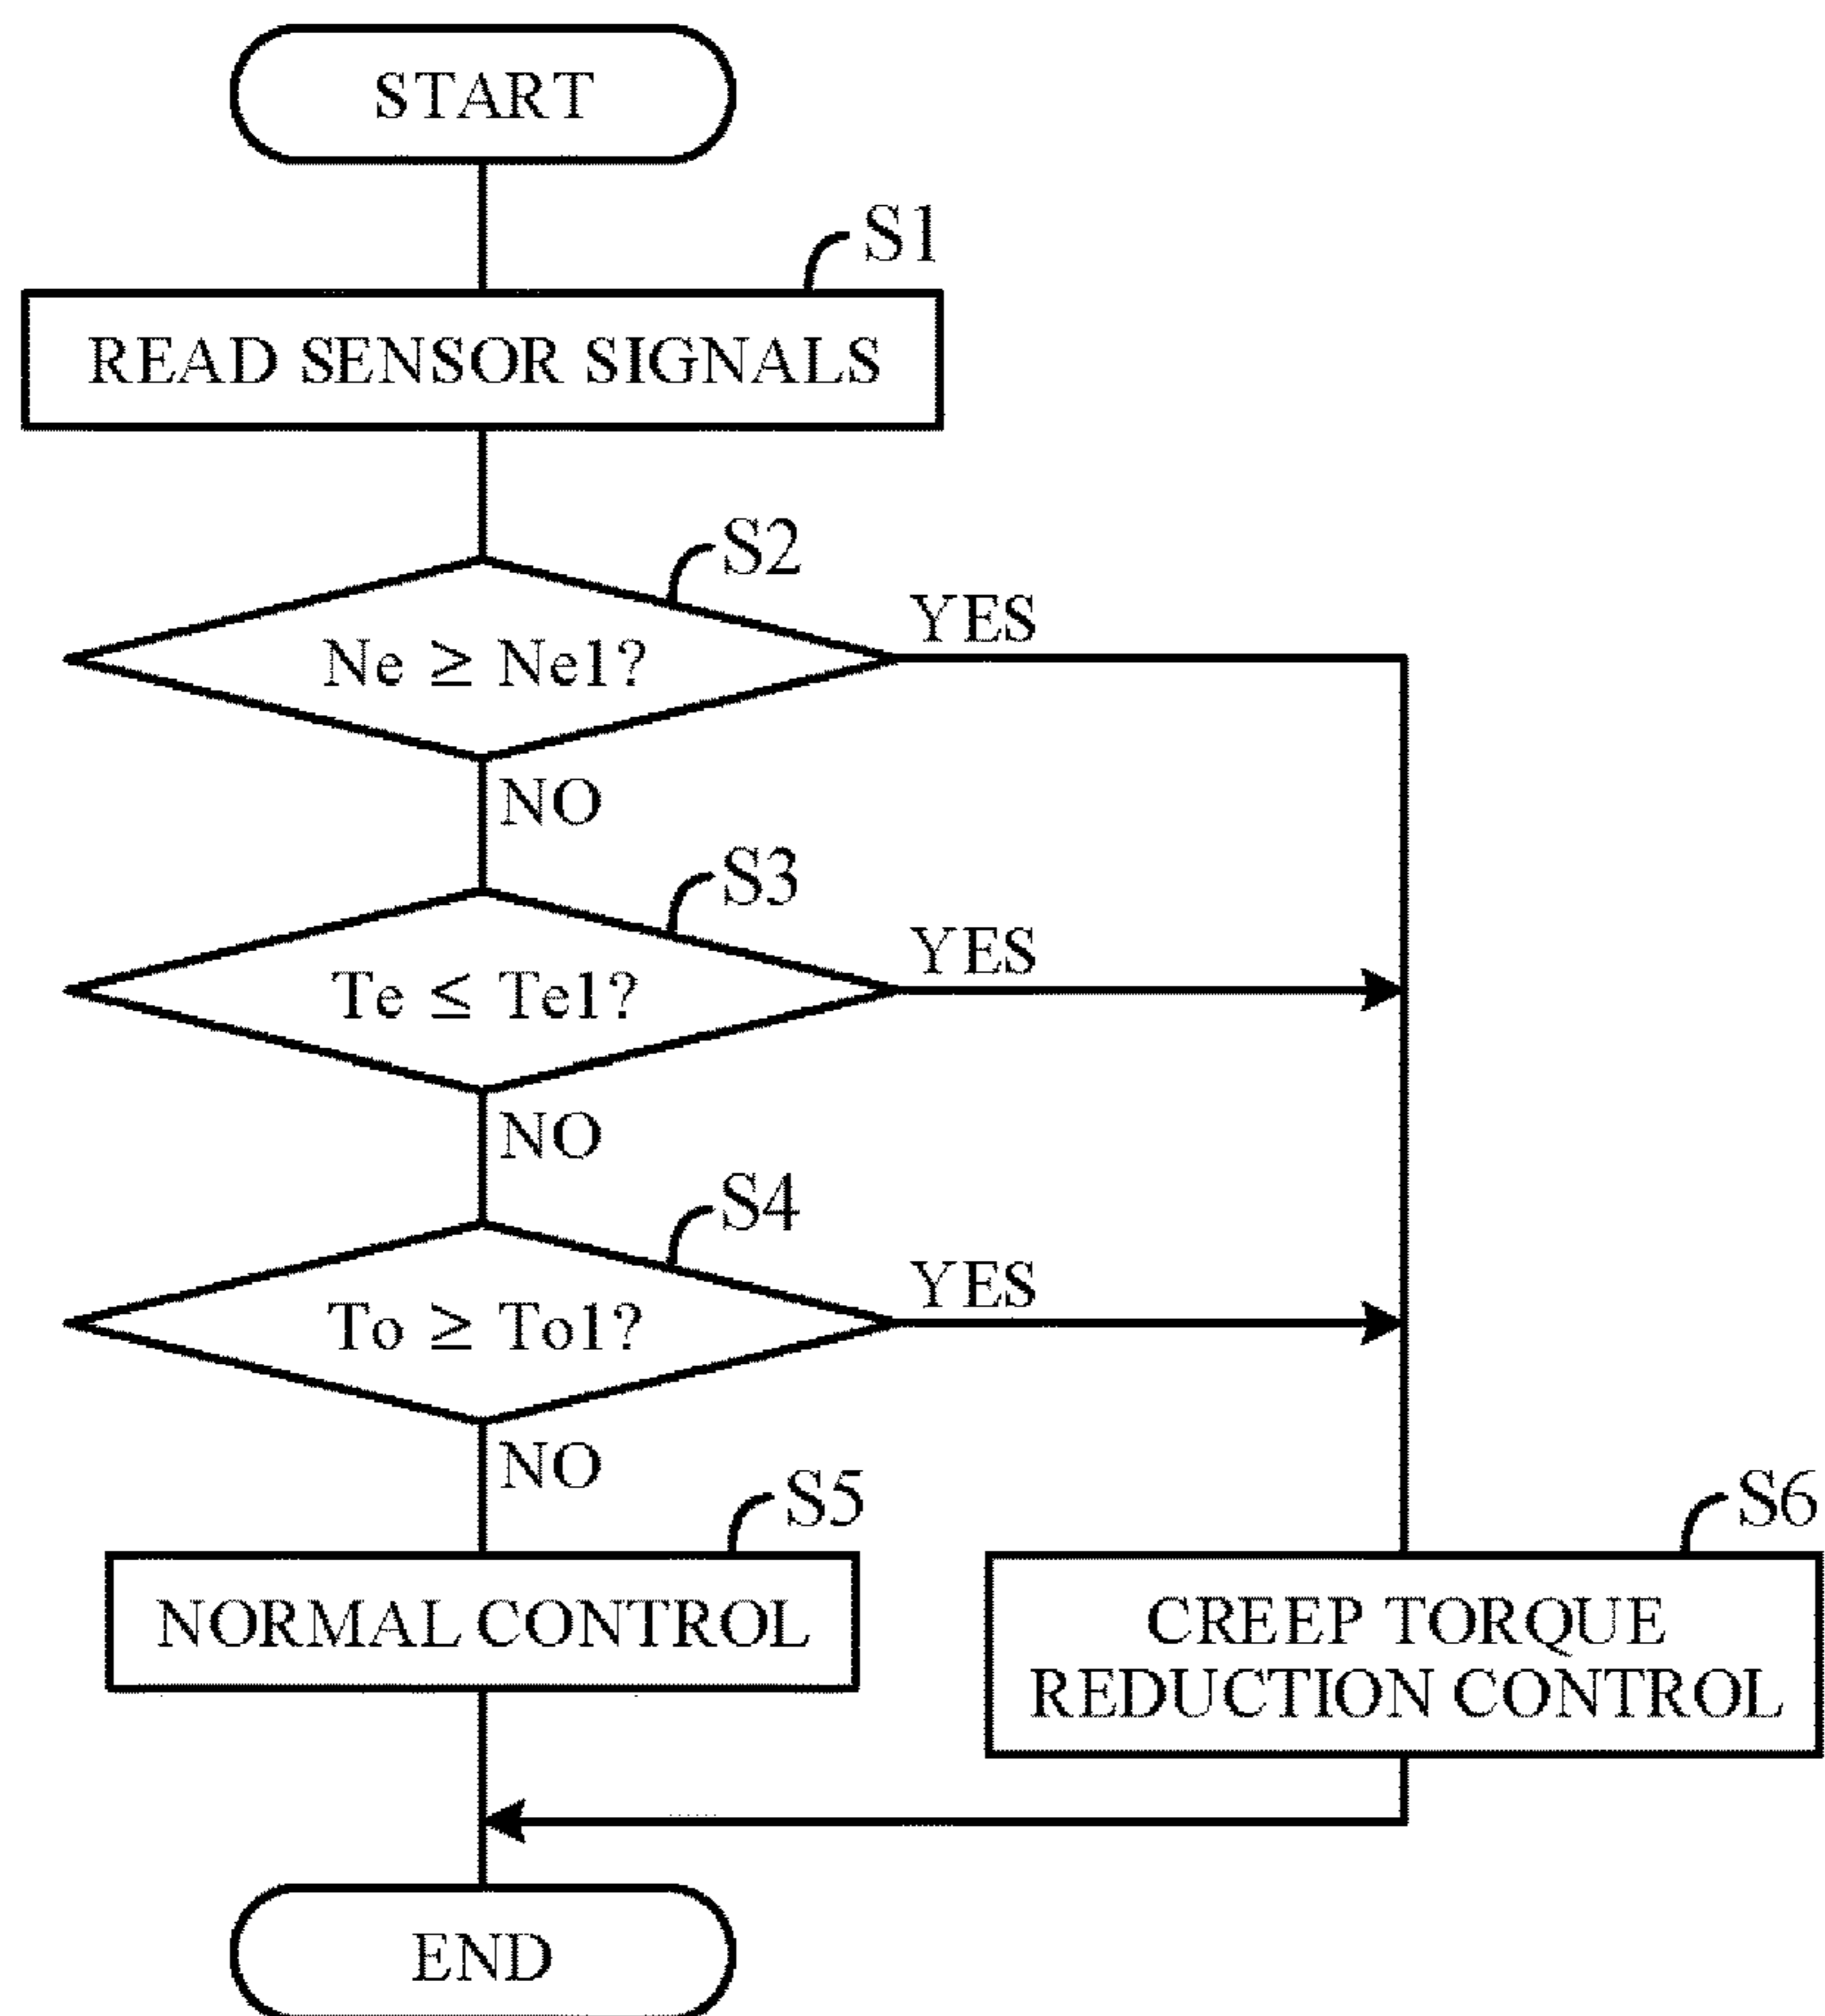 START
S1
READ SENSOR SIGNALS
S2
YES
Ne ≥ Ne1?
NO
S3
YES
Te ≤ Te1?
NO
S4
YES
To ≥ To1?
NO
S5
NORMAL CONTROL
S6
CREEP TORQUE
REDUCTION CONTROL
END